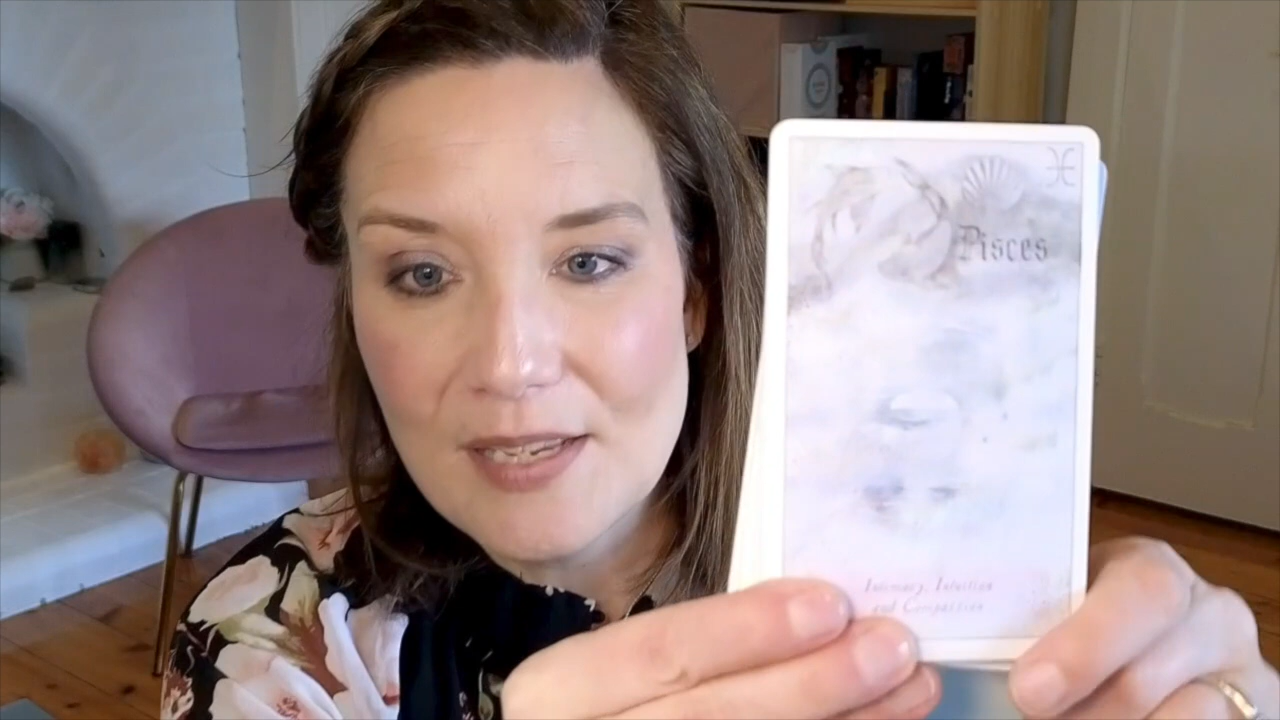 Pisces
Intimacy, Intuition
and Compassion